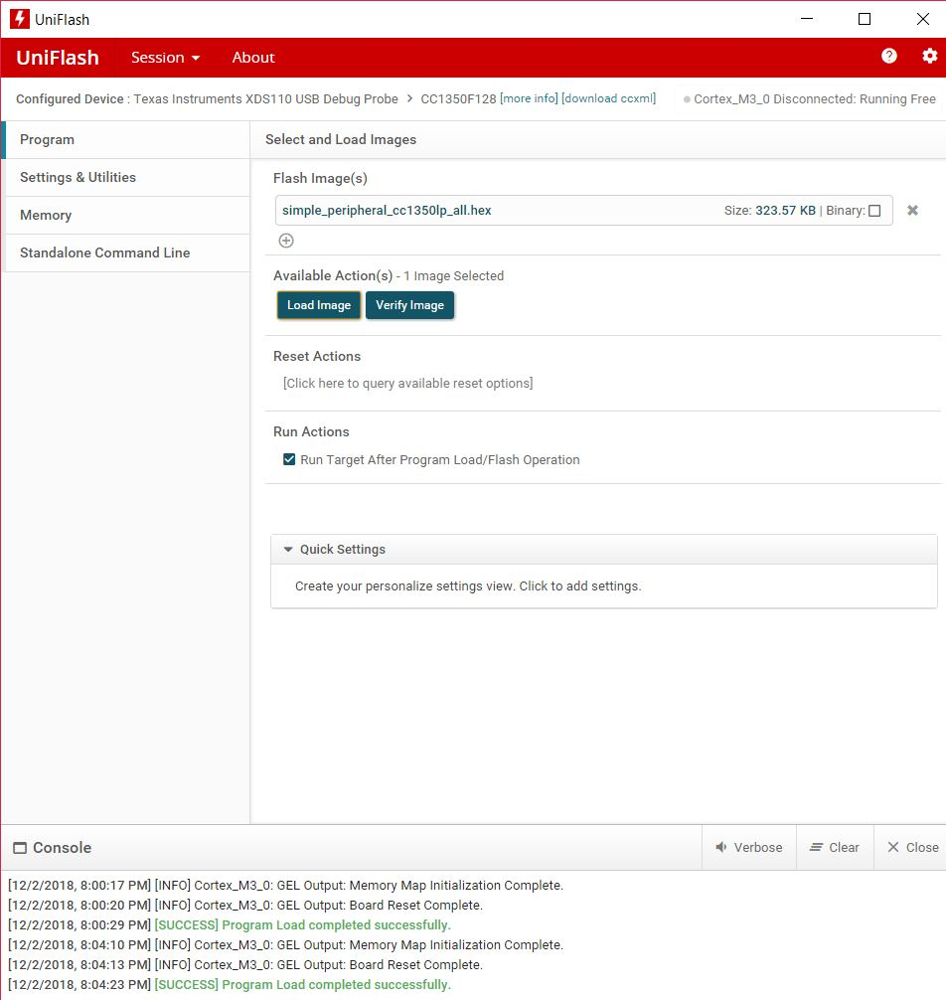 UniFlash
UniFlash Session About
Configured Device : Texas Instruments XDS110 USB Debug Probe > CC1350F128 [more info] [download ccxml] Cortex_M3_0 Disconnected: Running Free
Program
Settings & Utilities
Memory
Standalone Command Line
Select and Load Images
Flash Image(s)
simple_peripheral_cc1350lp_all.hex Size: 323.57 KB | Binary:
Available Action(s) - 1 Image Selected
Load Image Verify Image
Reset Actions
[Click here to query available reset options]
Run Actions
Run Target After Program Load/Flash Operation
Quick Settings
Create your personalize settings view. Click to add settings.
Console Verbose Clear Close
[12/2/2018, 8:00:17 PM] [INFO] Cortex_M3_0: GEL Output: Memory Map Initialization Complete.
[12/2/2018, 8:00:20 PM] [INFO] Cortex_M3_0: GEL Output: Board Reset Complete.
[12/2/2018, 8:00:29 PM] [SUCCESS] Program Load completed successfully.
[12/2/2018, 8:04:10 PM] [INFO] Cortex_M3_0: GEL Output: Memory Map Initialization Complete.
[12/2/2018, 8:04:13 PM] [INFO] Cortex_M3_0: GEL Output: Board Reset Complete.
[12/2/2018, 8:04:23 PM] [SUCCESS] Program Load completed successfully.